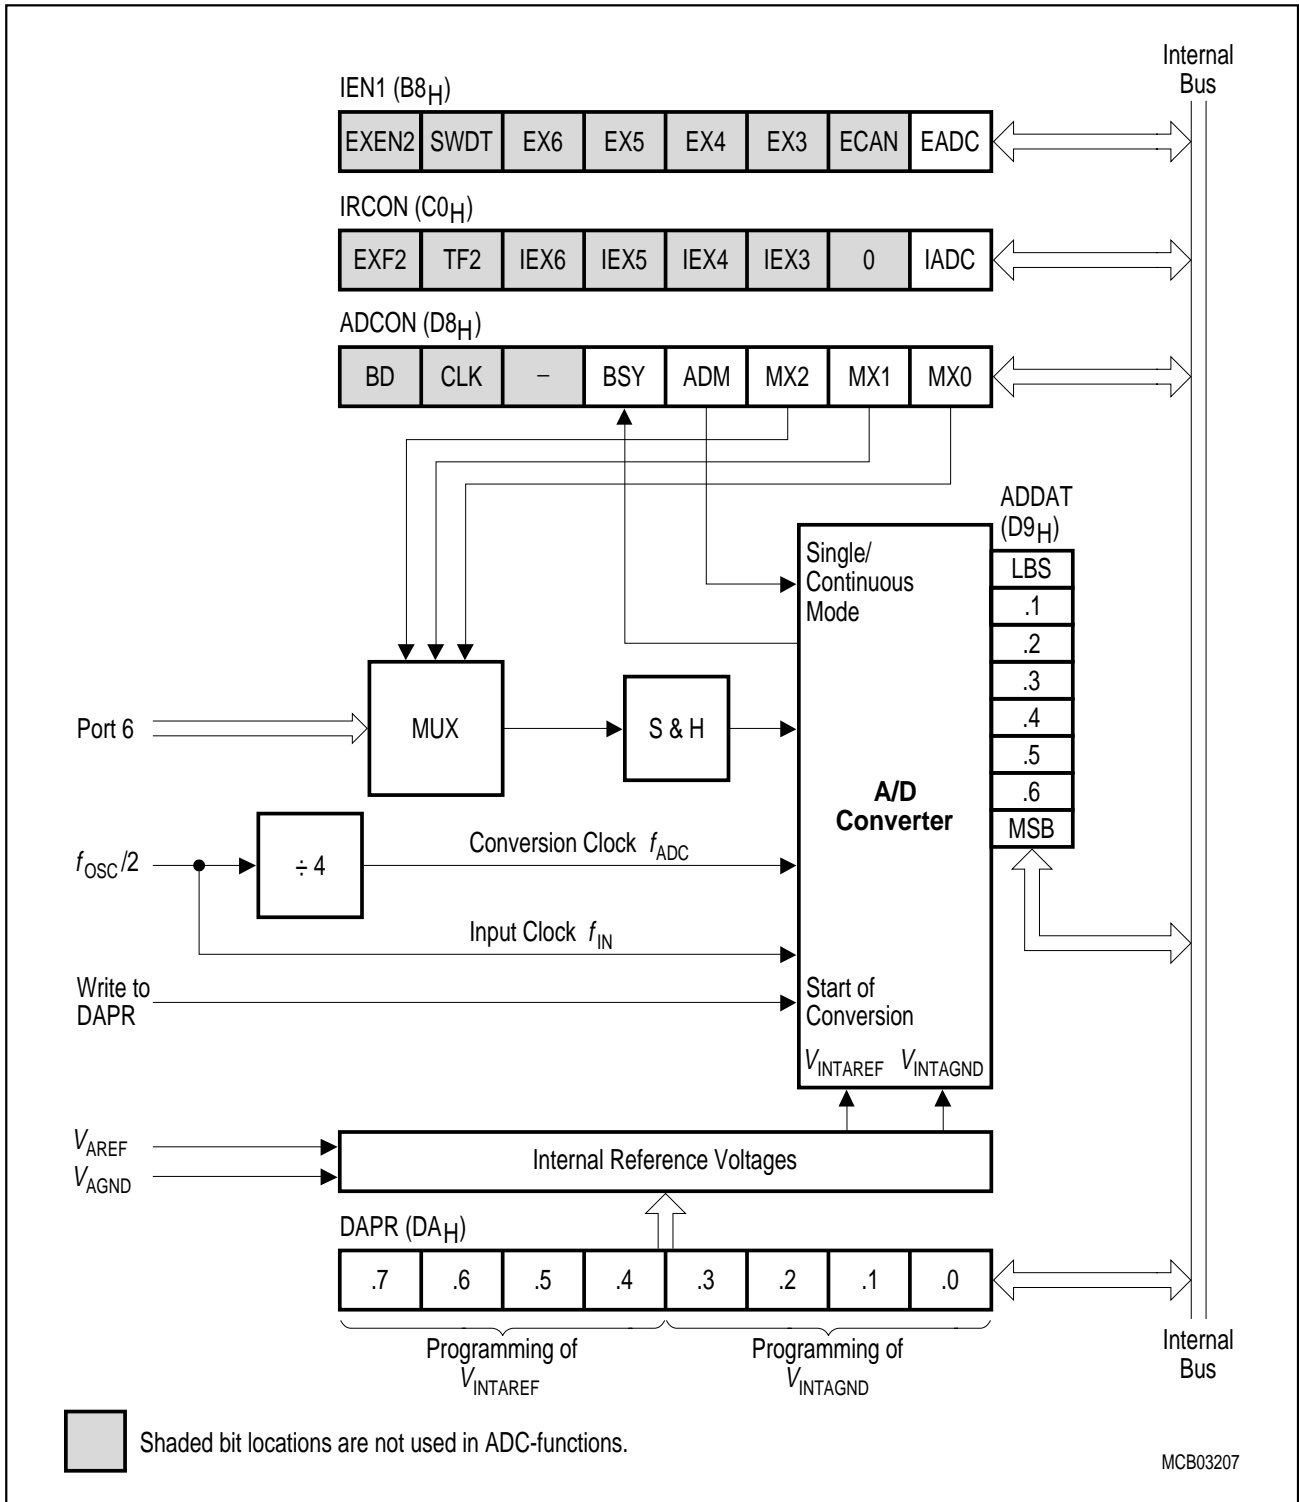 Internal
Bus
IEN1 (B8H)
EXEN2 SWDT EX6 EX5 EX4 EX3 ECAN EADC
IRCON (C0H)
EXF2 TF2 IEX6 IEX5 IEX4 IEX3 0 IADC
ADCON (D8H)
BD CLK – BSY ADM MX2 MX1 MX0
ADDAT
(D9H)
LBS
.1
.2
.3
.4
.5
.6
MSB
Single/
Continuous
Mode
Port 6
MUX
S & H
A/D
Converter
fOSC/2
÷ 4
Conversion Clock fADC
Input Clock fIN
Write to
DAPR
Start of
Conversion
VINTAREF VINTAGND
VAREF
VAGND
Internal Reference Voltages
DAPR (DAH)
.7 .6 .5 .4 .3 .2 .1 .0
Programming of
VINTAREF
Programming of
VINTAGND
Internal
Bus
Shaded bit locations are not used in ADC-functions.
MCB03207